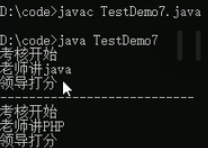 D:\code>javac TestDemo7.java
D:\code>java TestDemo7
考核开始
老师讲java
领导打分
----------------------------
考核开始
老师讲PHP
领导打分